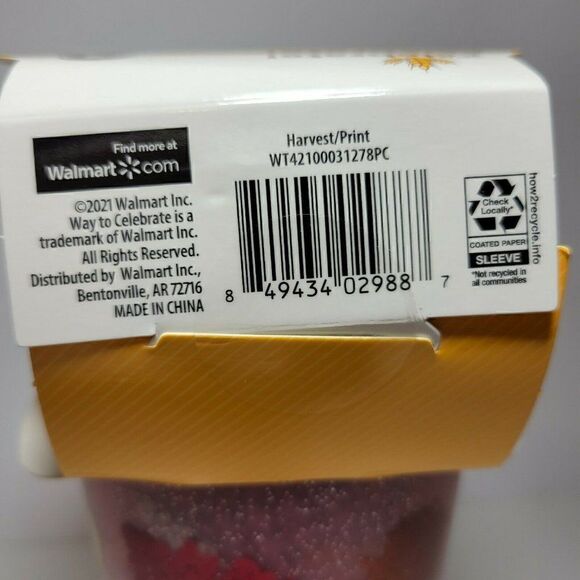 Find more at
Walmart.com
©2021 Walmart Inc.
Way to Celebrate is a
trademark of Walmart Inc.
All Rights Reserved.
Distributed by Walmart Inc.,
Bentonville, AR 72716
MADE IN CHINA
Harvest/Print
WT42100031278PC
8 49434 02988 7
Check
Locally*
COATED PAPER
SLEEVE
*Not recycled in
all communities
how2recycle.info